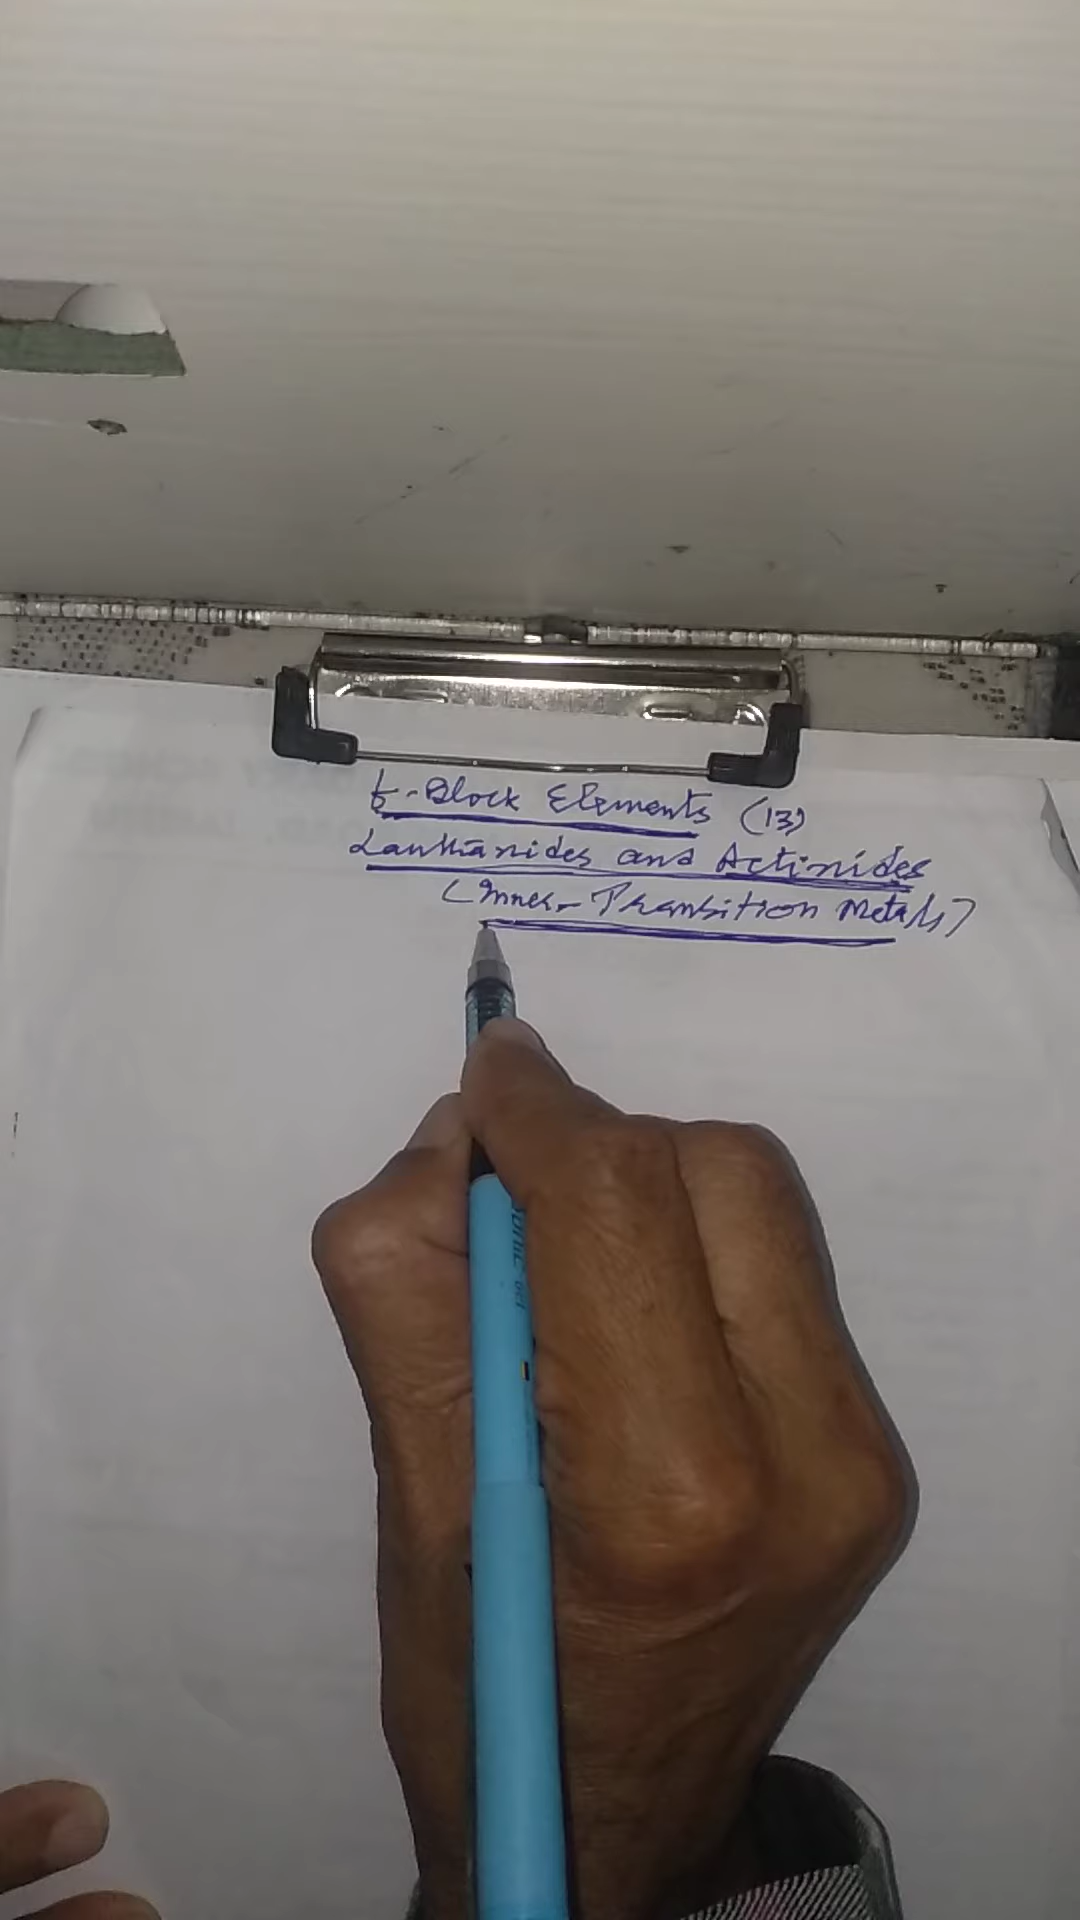 f-Block Elements (13)
Lanthanides and Actinides
(Inner-Transition Metals)